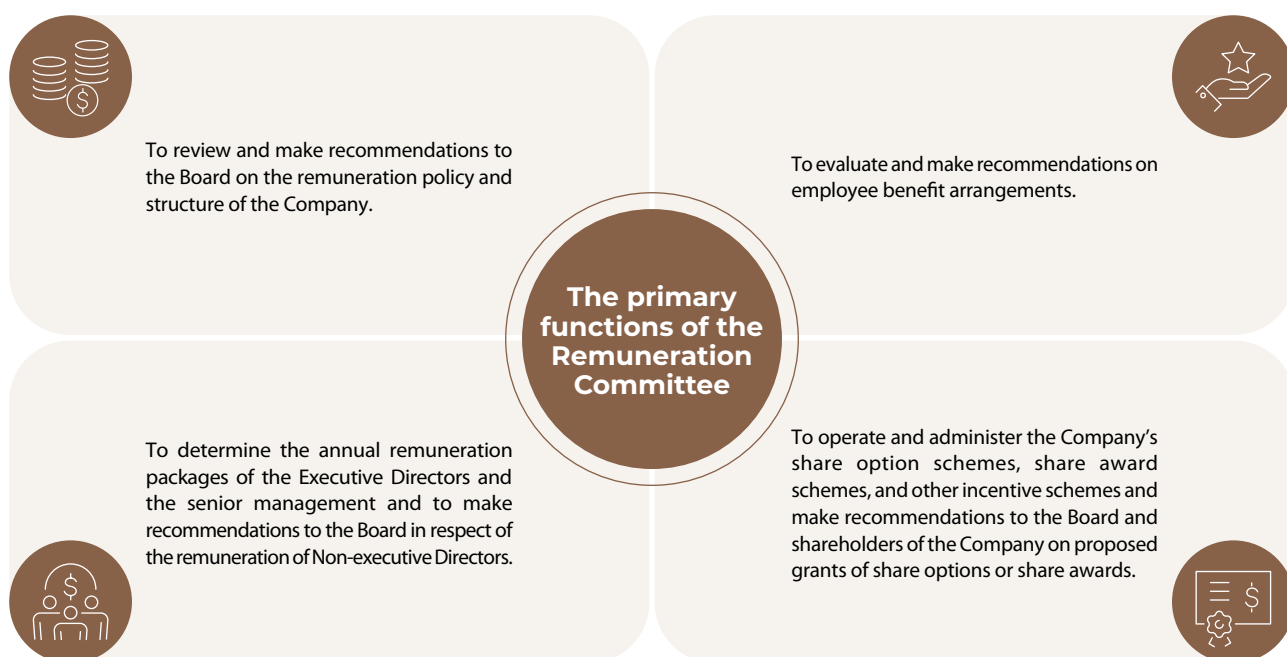 To review and make recommendations to
the Board on the remuneration policy and
structure of the Company.
To evaluate and make recommendations on
employee benefit arrangements.
The primary
functions of the
Remuneration
Committee
To determine the annual remuneration
packages of the Executive Directors and
the senior management and to make
recommendations to the Board in respect of
the remuneration of Non-executive Directors.
To operate and administer the Company’s
share option schemes, share award
schemes, and other incentive schemes and
make recommendations to the Board and
shareholders of the Company on proposed
grants of share options or share awards.